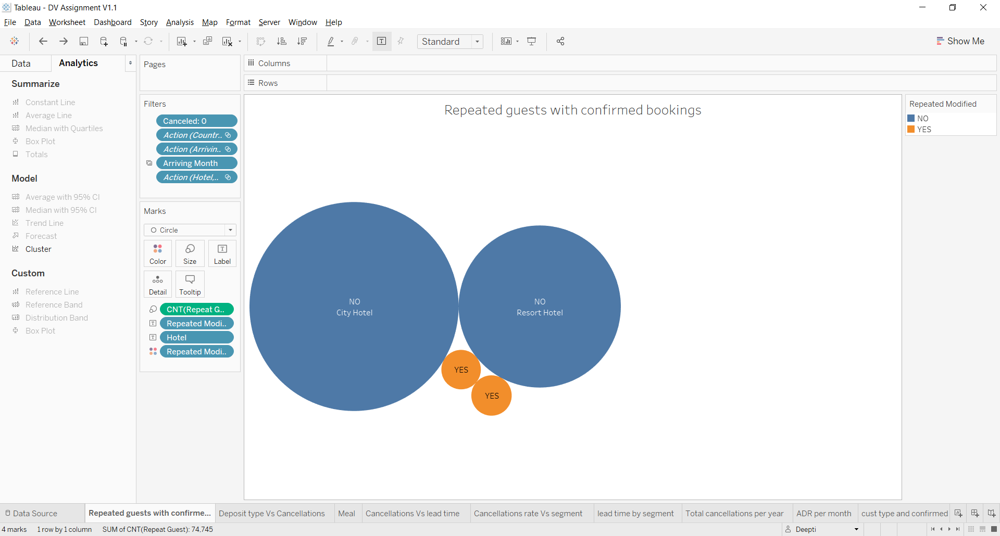 Tableau - DV Assignment V1.1
File Data Worksheet Dashboard Story Analysis Map Format Server Window Help
Standard
Show Me
Data Analytics
Summarize
Constant Line
Average Line
Median with Quartiles
Box Plot
Totals
Model
Average with 95% CI
Median with 95% CI
Trend Line
Forecast
Cluster
Custom
Reference Line
Reference Band
Distribution Band
Box Plot
Pages
Filters
Canceled: 0
Action (Countr..
Action (Arrivin..
Arriving Month
Action (Hotel,..
Marks
Circle
Color Size Label
Detail Tooltip
CNT(Repeat G..
Repeated Modi..
Hotel
Repeated Modi..
Columns
Rows
Repeated guests with confirmed bookings
NO
City Hotel
NO
Resort Hotel
YES
YES
Repeated Modified
NO
YES
Data Source Repeated guests with confirme... Deposit type Vs Cancellations Meal Cancellations Vs lead time Cancellations rate Vs segment lead time by segment Total cancellations per year ADR per month cust type and confirmed
4 marks 1 row by 1 column SUM of CNT(Repeat Guest): 74,745 Deepti